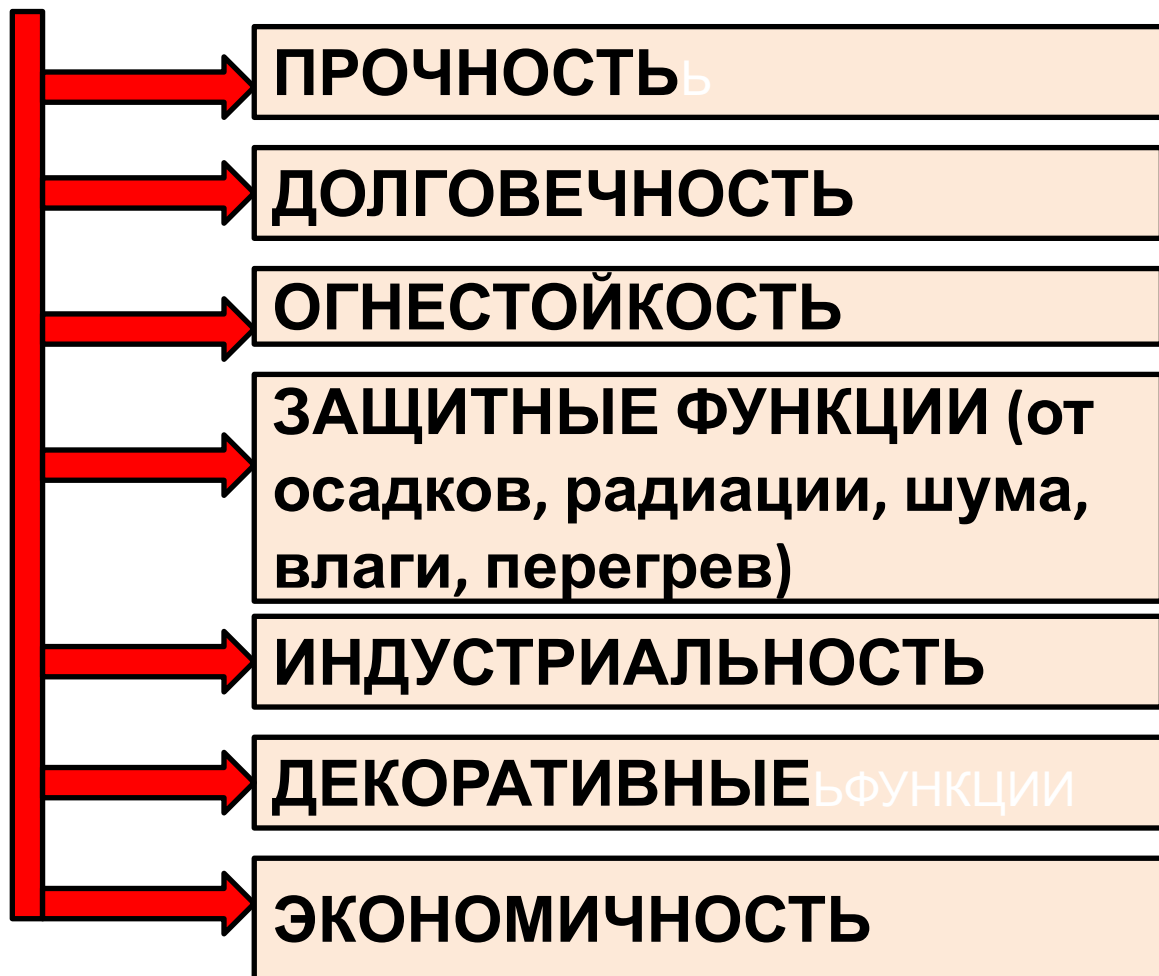 ПРОЧНОСТЬЬ
ДОЛГОВЕЧНОСТЬ
ОГНЕСТОЙКОСТЬ
ЗАЩИТНЫЕ ФУНКЦИИ (от
осадков, радиации, шума,
влаги, перегрев)
ИНДУСТРИАЛЬНОСТЬ
ДЕКОРАТИВНЫЕЬФУНКЦИИ
ЭКОНОМИЧНОСТЬ